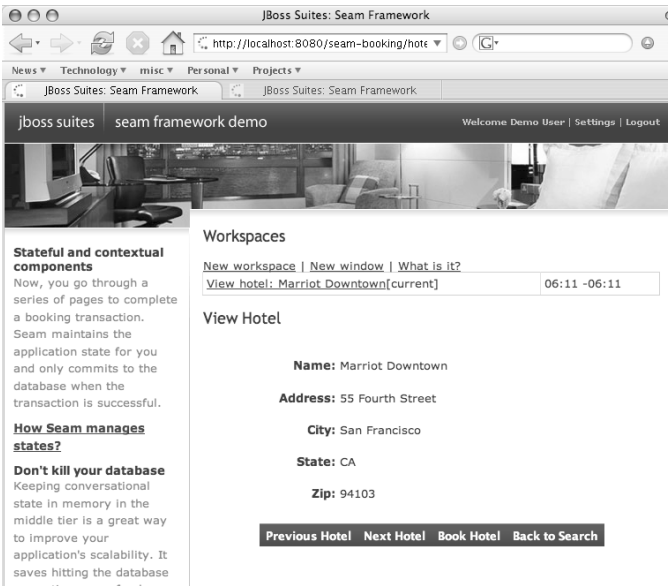 JBoss Suites: Seam Framework
http://localhost:8080/seam-booking/hote
G
News Technology misc Personal Projects
JBoss Suites: Seam Framework JBoss Suites: Seam Framework
jboss suites seam framework demo Welcome Demo User | Settings | Logout
Stateful and contextual
components
Now, you go through a
series of pages to complete
a booking transaction.
Seam maintains the
application state for you
and only commits to the
database when the
transaction is successful.
How Seam manages
states?
Don't kill your database
Keeping conversational
state in memory in the
middle tier is a great way
to improve your
application's scalability. It
saves hitting the database
Workspaces
New workspace | New window | What is it?
View hotel: Marriot Downtown[current] 06:11 -06:11
View Hotel
Name: Marriot Downtown
Address: 55 Fourth Street
City: San Francisco
State: CA
Zip: 94103
Previous Hotel Next Hotel Book Hotel Back to Search